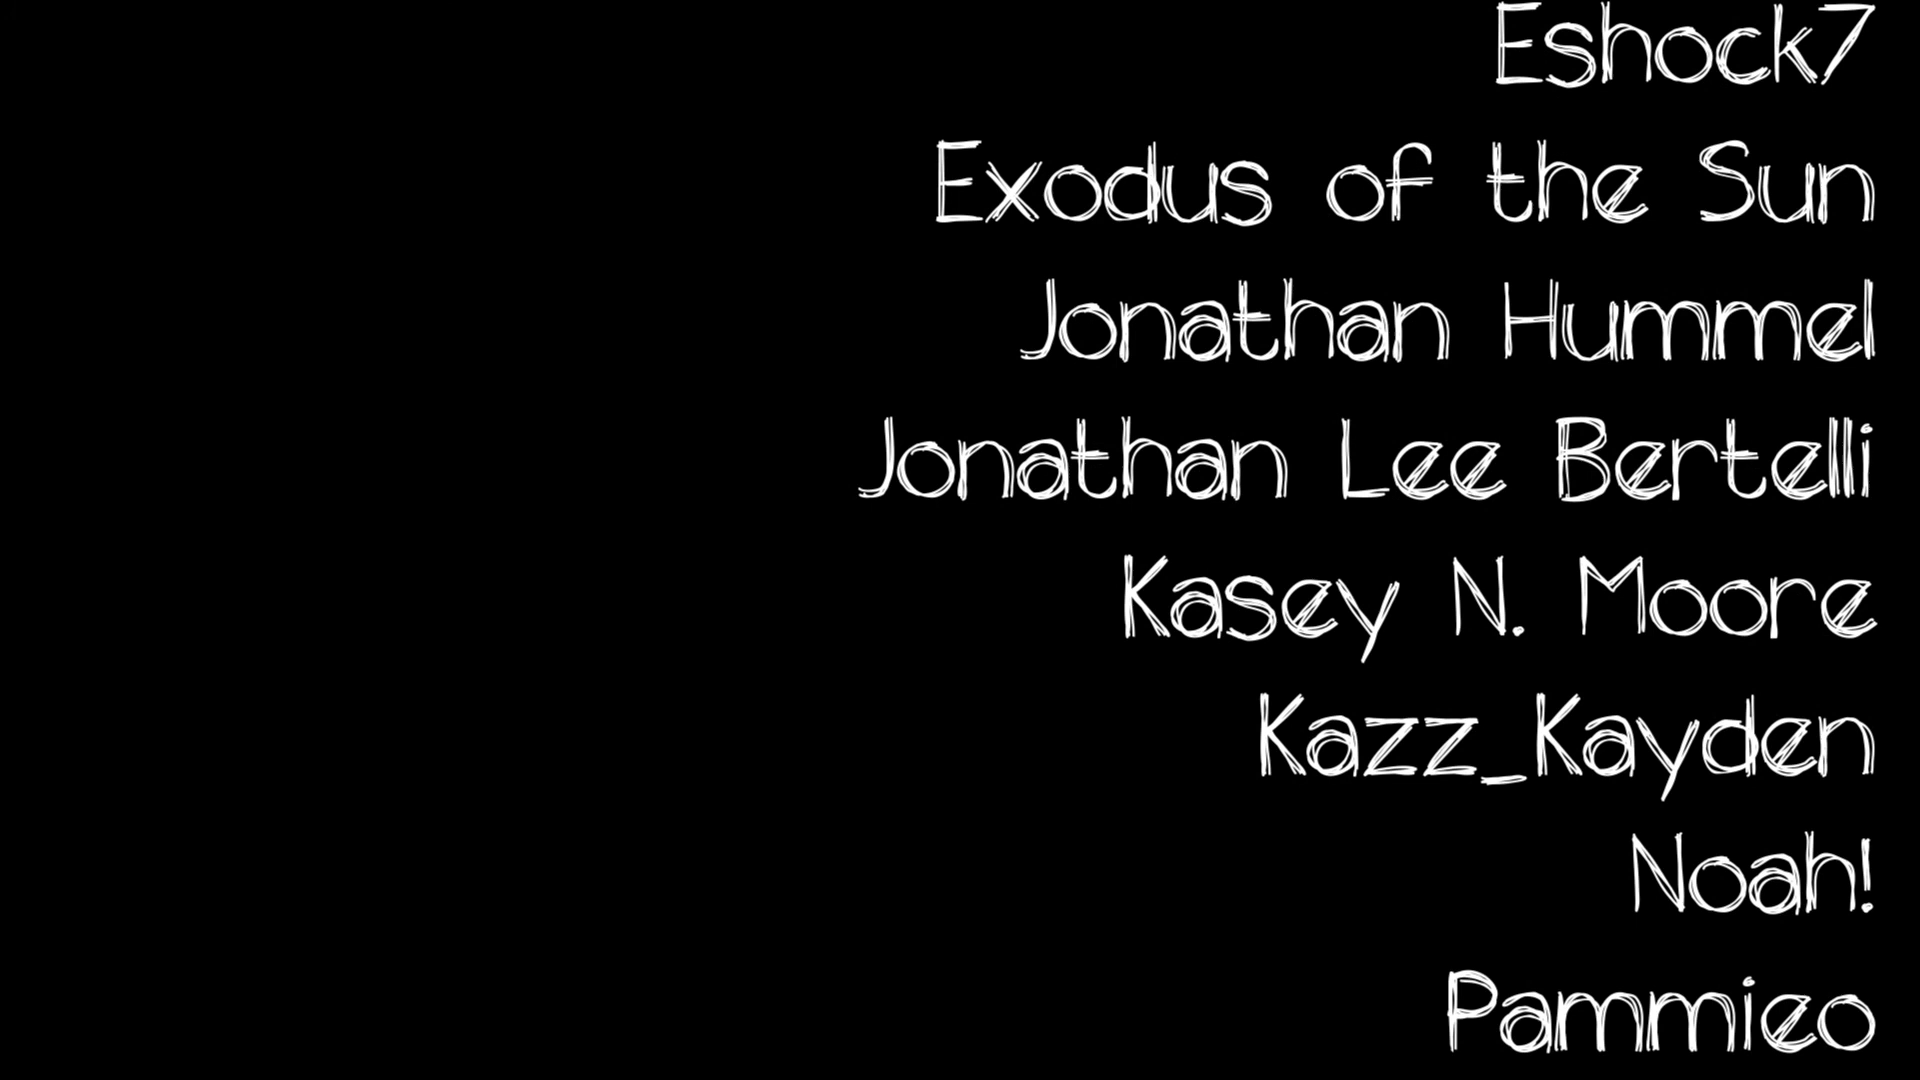 Eshock7
Exodus of the Sun
Jonathan Hummel
Jonathan Lee Bertelli
Kasey N. Moore
Kazz_Kayden
Noah!
Pammieo